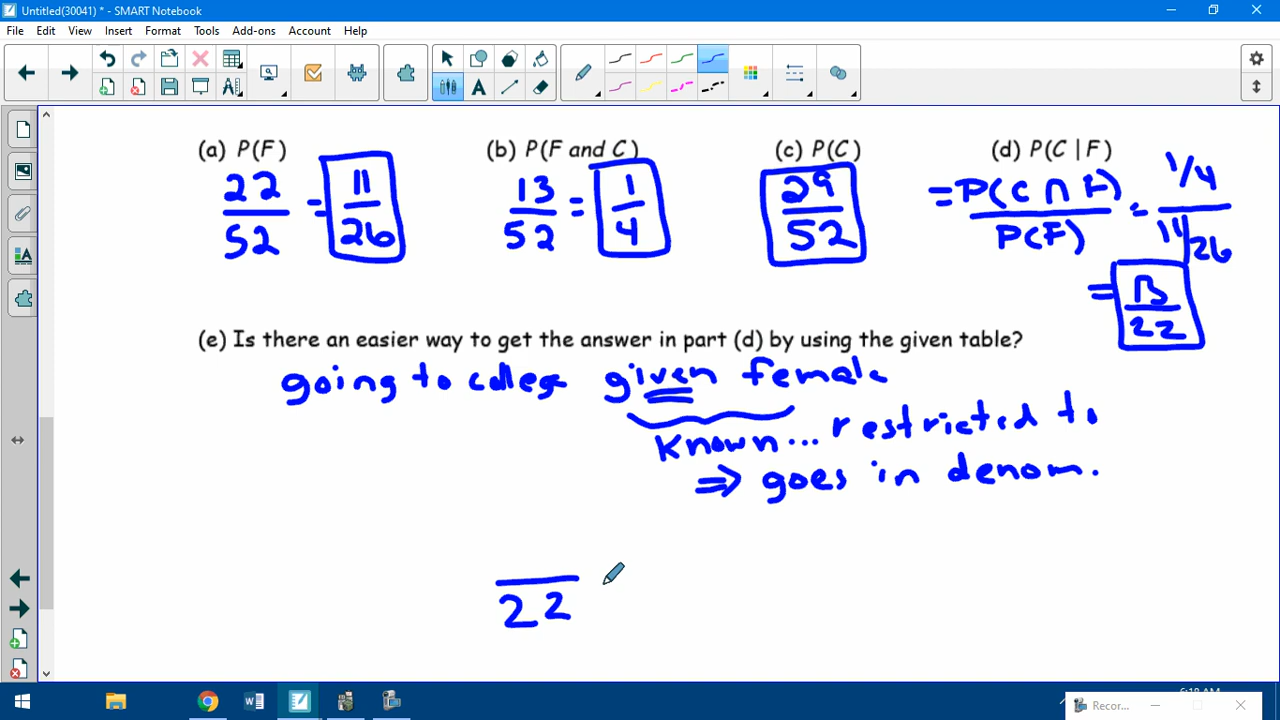 Untitled(30041) * - SMART Notebook
File Edit View Insert Format Tools Add-ons Account Help
(a) P(F) (b) P(F and C) (c) P(C) (d) P(C | F)
22/52 = 11/26
13/52 = 1/4
29/52
= P(C ∩ F)/P(F) = 1/4 / 11/26
= 13/22
(e) Is there an easier way to get the answer in part (d) by using the given table?
going to college given female
known... restricted to
⇒ goes in denom.
22
Recor...